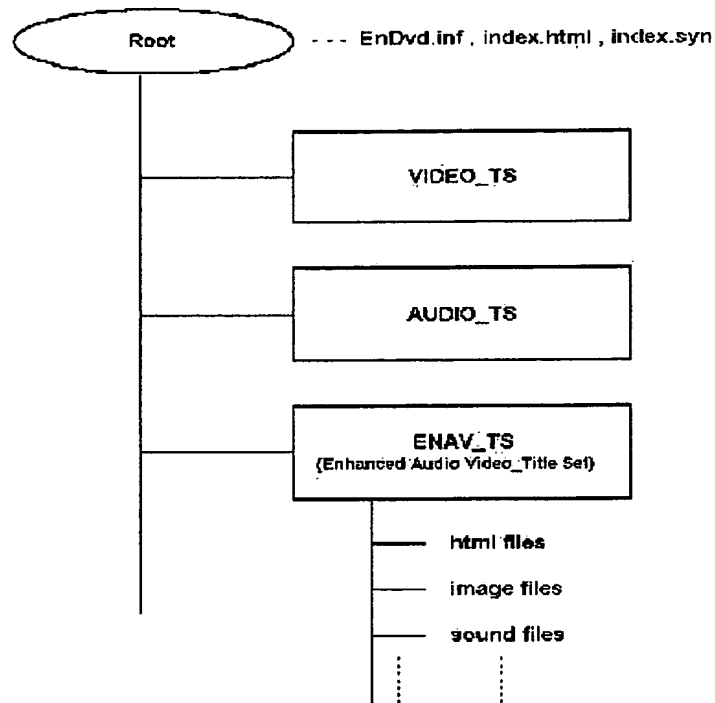 Root --- EnDvd.inf , index.html , index.syn
VIDEO_TS
AUDIO_TS
ENAV_TS
(Enhanced Audio Video_Title Set)
html files
image files
sound files